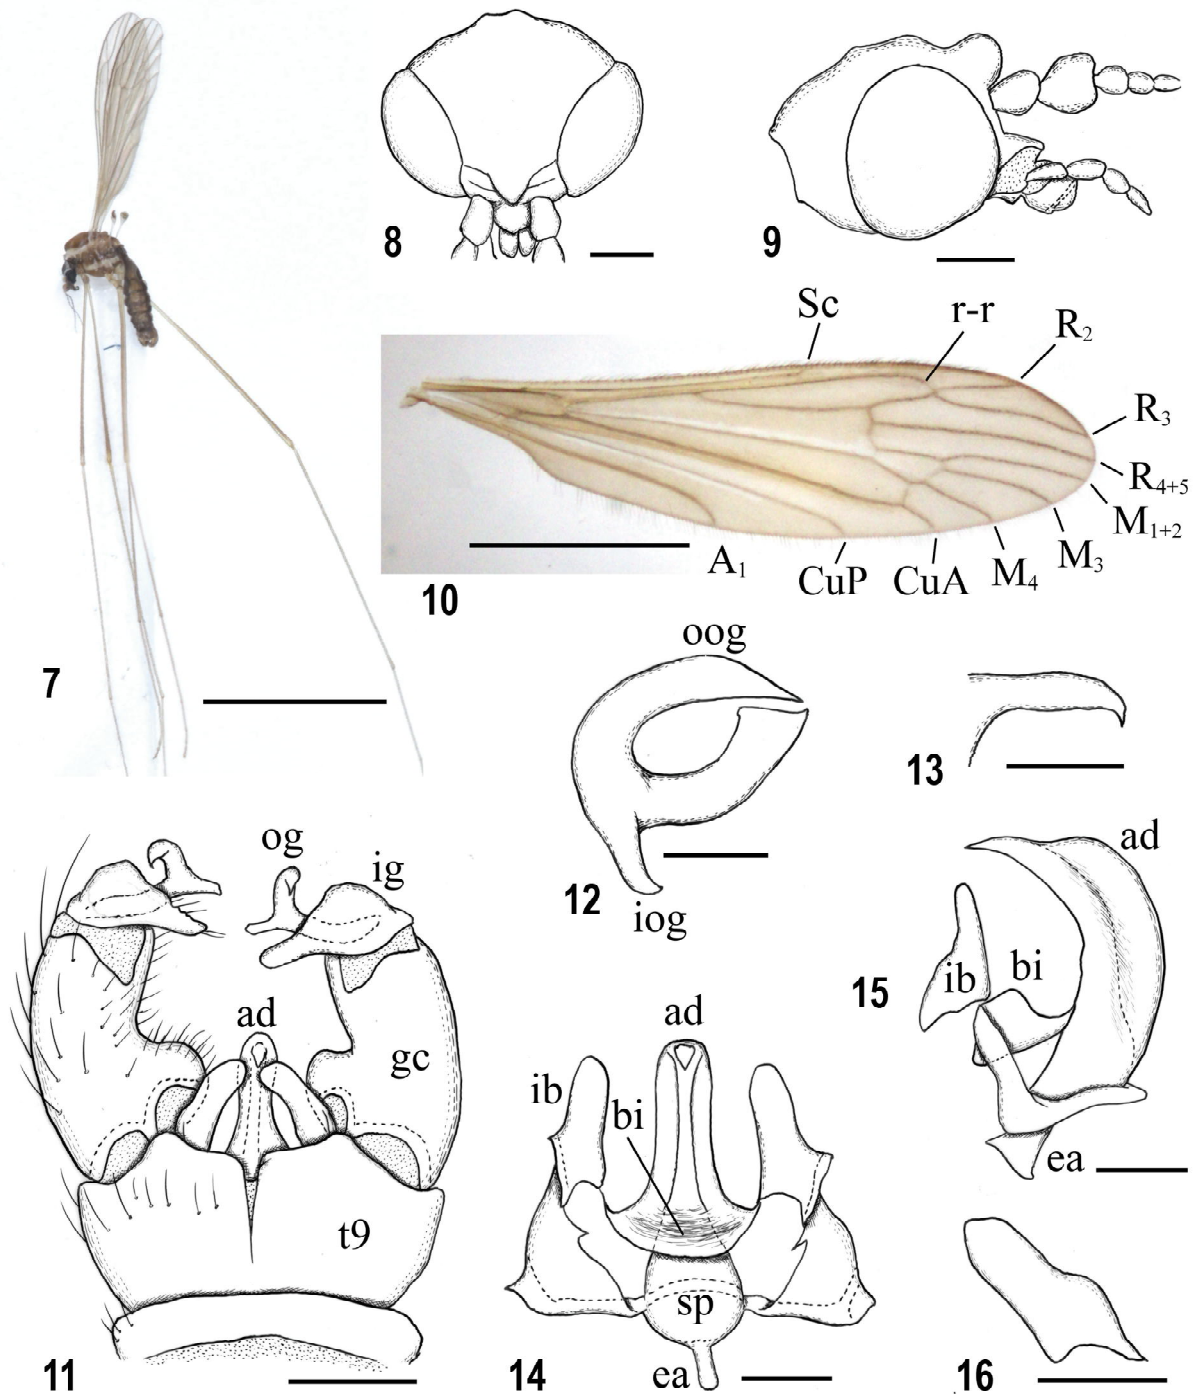 8
9
Sc
r-r
R2
R3
R4+5
M1+2
M3
M4
CuA
CuP
A1
10
7
oog
iog
12
13
og
ig
ad
gc
t9
11
ad
ib
bi
sp
ea
14
ad
ib
bi
ea
15
16